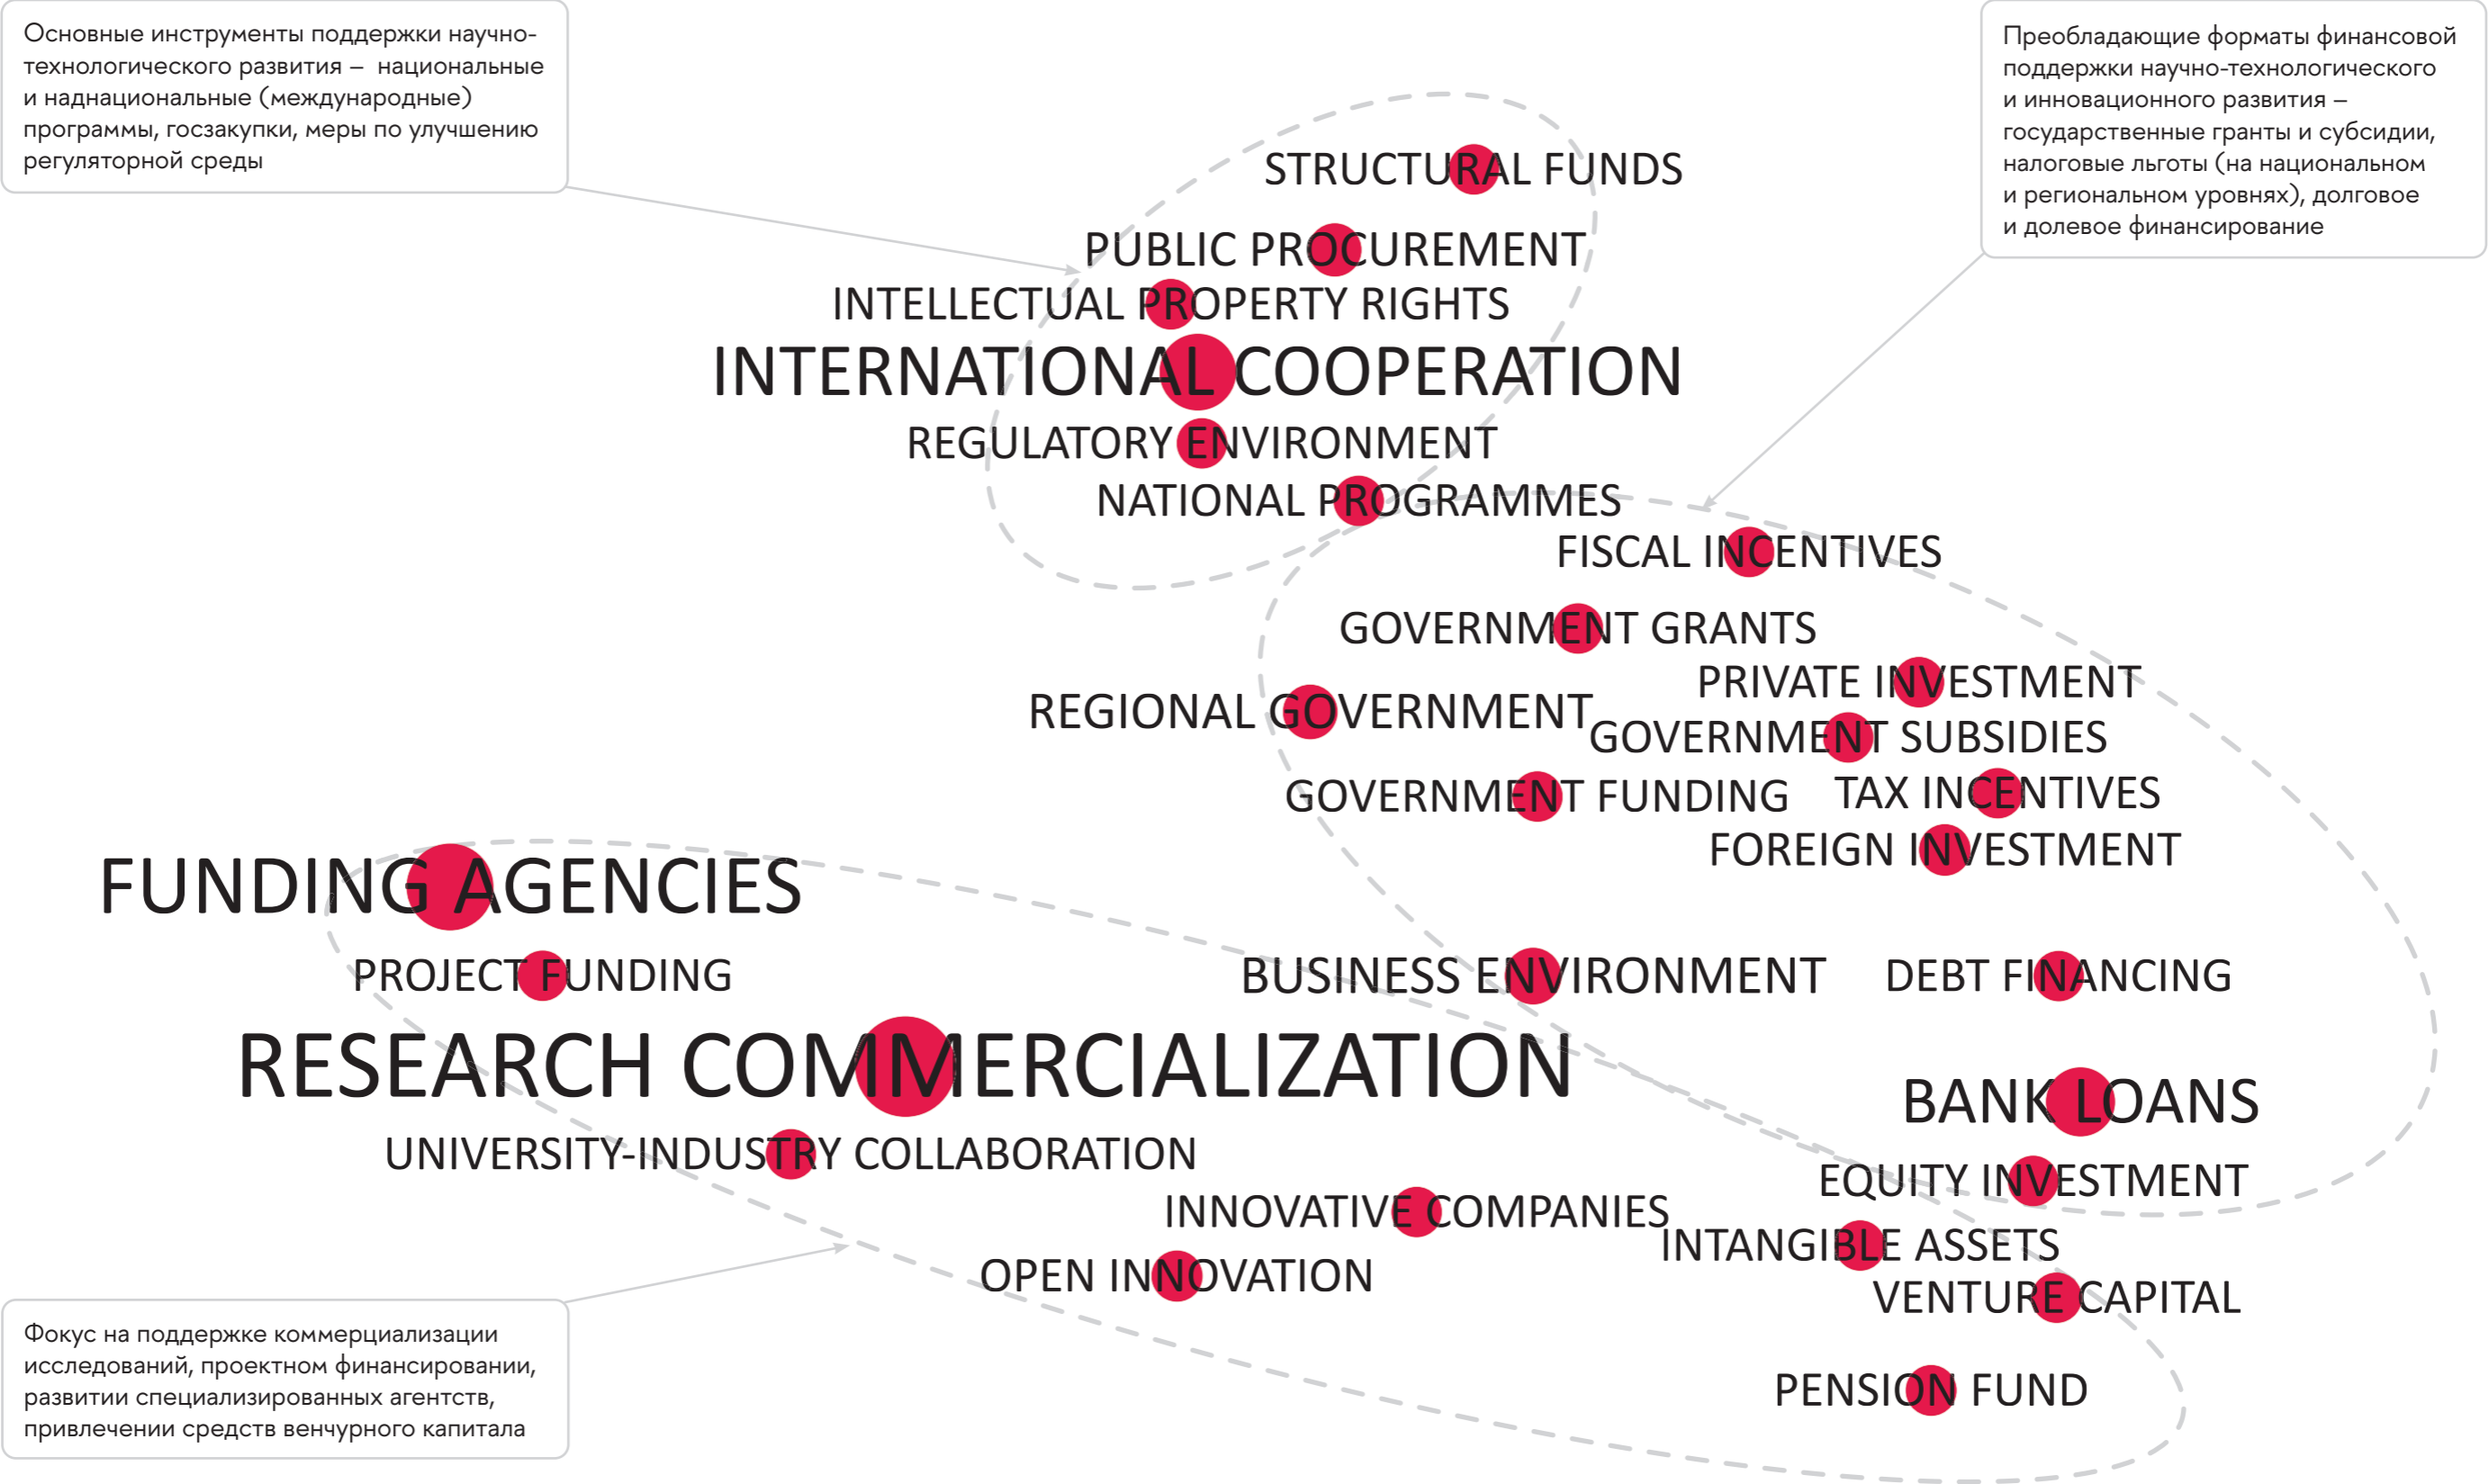 Основные инструменты поддержки научно-
технологического развития – национальные
и наднациональные (международные)
программы, госзакупки, меры по улучшению
регуляторной среды
Преобладающие форматы финансовой
поддержки научно-технологического
и инновационного развития –
государственные гранты и субсидии,
налоговые льготы (на национальном
и региональном уровнях), долговое
и долевое финансирование
STRUCTURAL FUNDS
PUBLIC PROCUREMENT
INTELLECTUAL PROPERTY RIGHTS
INTERNATIONAL COOPERATION
REGULATORY ENVIRONMENT
NATIONAL PROGRAMMES
FISCAL INCENTIVES
GOVERNMENT GRANTS
PRIVATE INVESTMENT
REGIONAL GOVERNMENT
GOVERNMENT SUBSIDIES
GOVERNMENT FUNDING
TAX INCENTIVES
FOREIGN INVESTMENT
FUNDING AGENCIES
PROJECT FUNDING
BUSINESS ENVIRONMENT
DEBT FINANCING
RESEARCH COMMERCIALIZATION
BANK LOANS
UNIVERSITY-INDUSTRY COLLABORATION
EQUITY INVESTMENT
INNOVATIVE COMPANIES
INTANGIBLE ASSETS
OPEN INNOVATION
VENTURE CAPITAL
PENSION FUND
Фокус на поддержке коммерциализации
исследований, проектном финансировании,
развитии специализированных агентств,
привлечении средств венчурного капитала